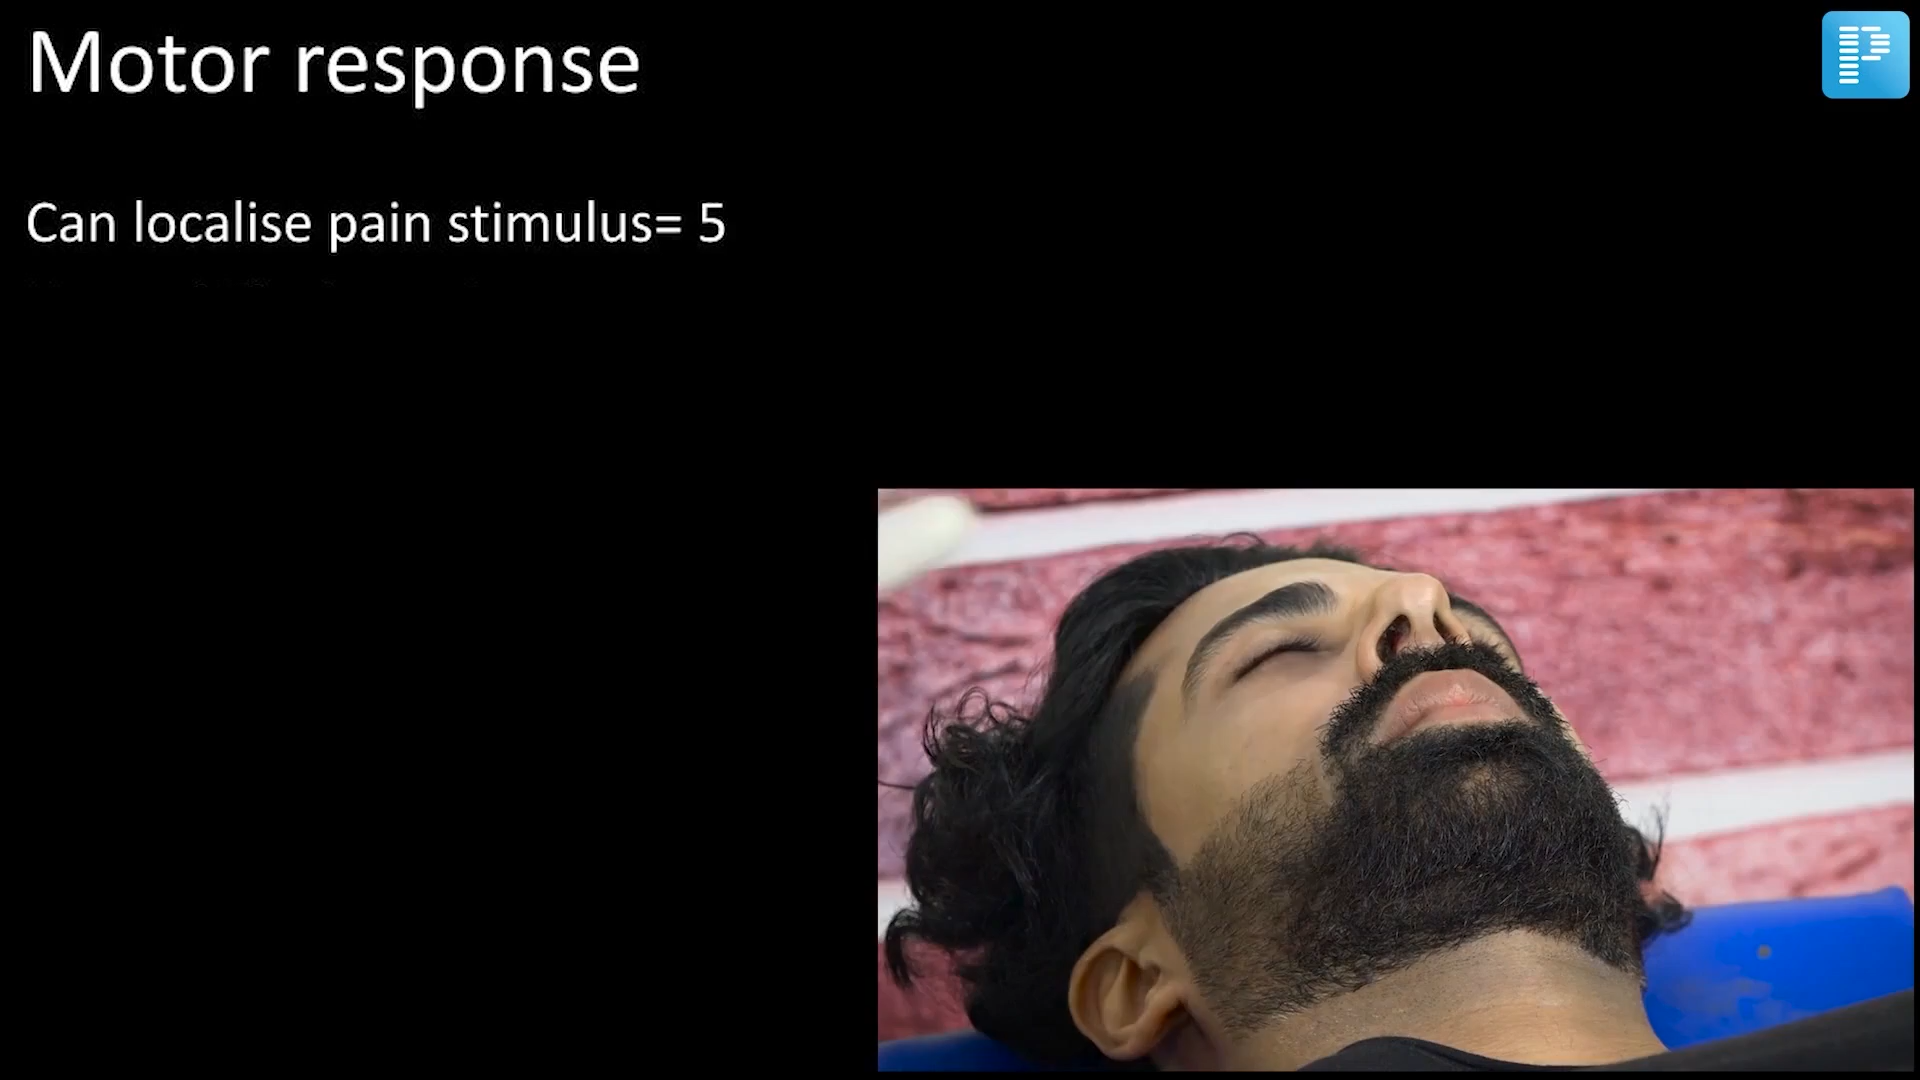 Motor response
Can localise pain stimulus= 5